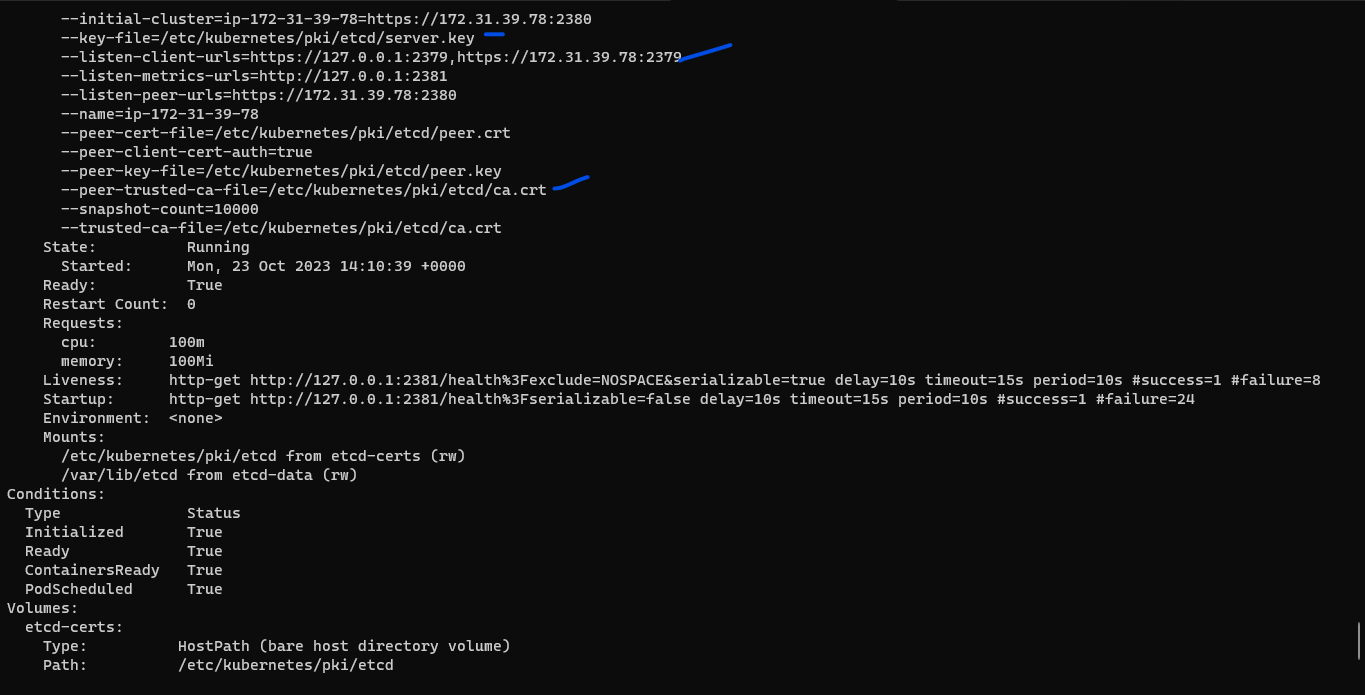 --initial-cluster=ip-172-31-39-78=https://172.31.39.78:2380
--key-file=/etc/kubernetes/pki/etcd/server.key
--listen-client-urls=https://127.0.0.1:2379,https://172.31.39.78:2379
--listen-metrics-urls=http://127.0.0.1:2381
--listen-peer-urls=https://172.31.39.78:2380
--name=ip-172-31-39-78
--peer-cert-file=/etc/kubernetes/pki/etcd/peer.crt
--peer-client-cert-auth=true
--peer-key-file=/etc/kubernetes/pki/etcd/peer.key
--peer-trusted-ca-file=/etc/kubernetes/pki/etcd/ca.crt
--snapshot-count=10000
--trusted-ca-file=/etc/kubernetes/pki/etcd/ca.crt
State: Running
Started: Mon, 23 Oct 2023 14:10:39 +0000
Ready: True
Restart Count: 0
Requests:
cpu: 100m
memory: 100Mi
Liveness: http-get http://127.0.0.1:2381/health%3Fexclude=NOSPACE&serializable=true delay=10s timeout=15s period=10s #success=1 #failure=8
Startup: http-get http://127.0.0.1:2381/health%3Fserializable=false delay=10s timeout=15s period=10s #success=1 #failure=24
Environment: <none>
Mounts:
/etc/kubernetes/pki/etcd from etcd-certs (rw)
/var/lib/etcd from etcd-data (rw)
Conditions:
Type Status
Initialized True
Ready True
ContainersReady True
PodScheduled True
Volumes:
etcd-certs:
Type: HostPath (bare host directory volume)
Path: /etc/kubernetes/pki/etcd